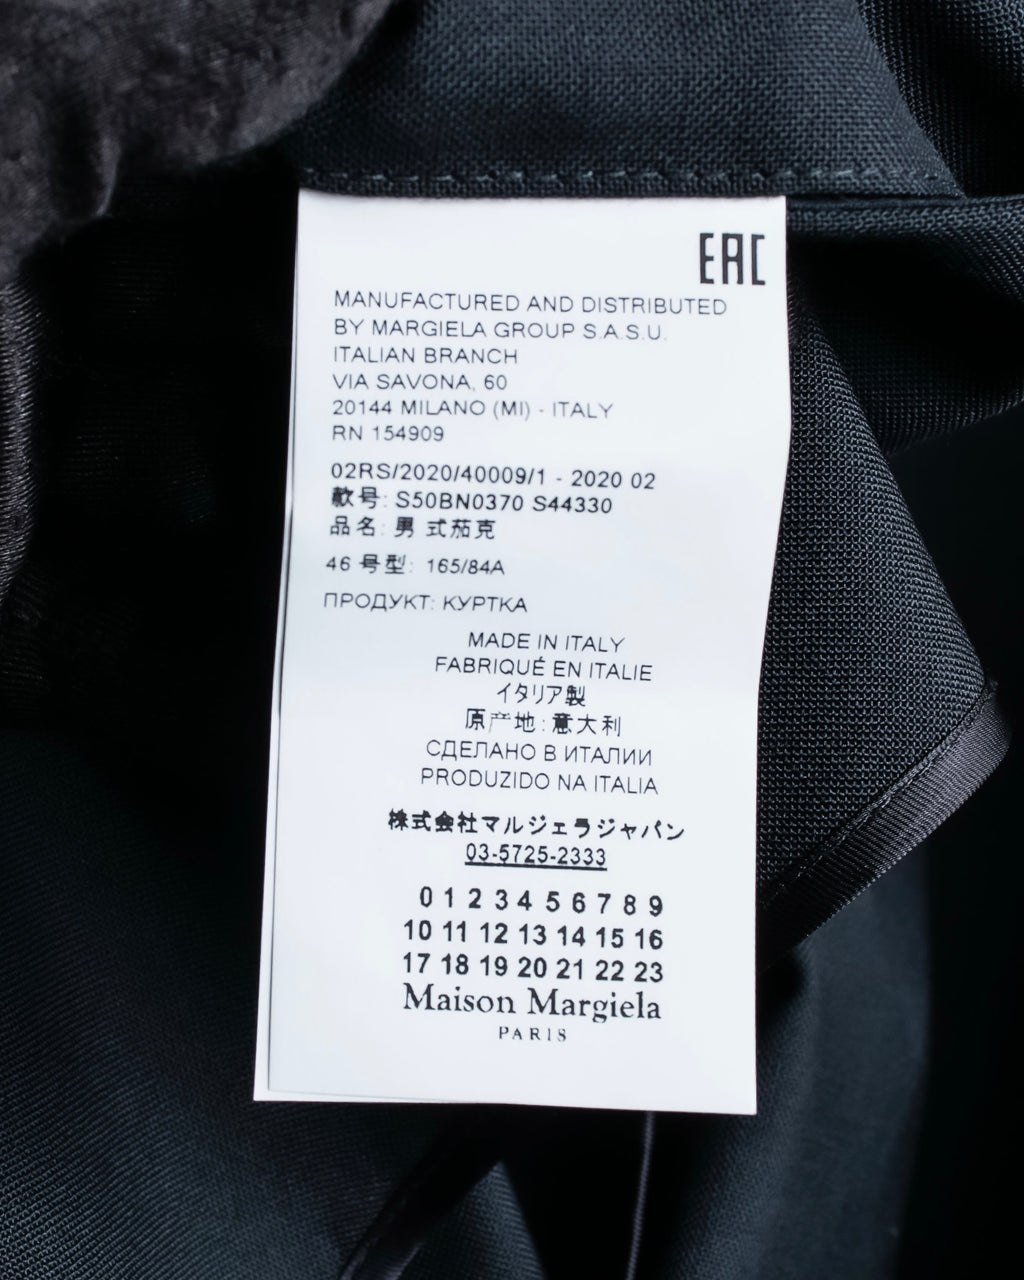 EAC
MANUFACTURED AND DISTRIBUTED
BY MARGIELA GROUP S.A.S.U.
ITALIAN BRANCH
VIA SAVONA, 60
20144 MILANO (MI) - ITALY
RN 154909
02RS/2020/40009/1 - 2020 02
款号: S50BN0370 S44330
品名: 男 式茄克
46 号型: 165/84A
ПРОДУКТ: КУРТКА
MADE IN ITALY
FABRIQUÉ EN ITALIE
イタリア製
原产地:意大利
СДЕЛАНО В ИТАЛИИ
PRODUZIDO NA ITALIA
株式会社マルジェラジャパン
03-5725-2333
0 1 2 3 4 5 6 7 8 9
10 11 12 13 14 15 16
17 18 19 20 21 22 23
Maison Margiela
PARIS